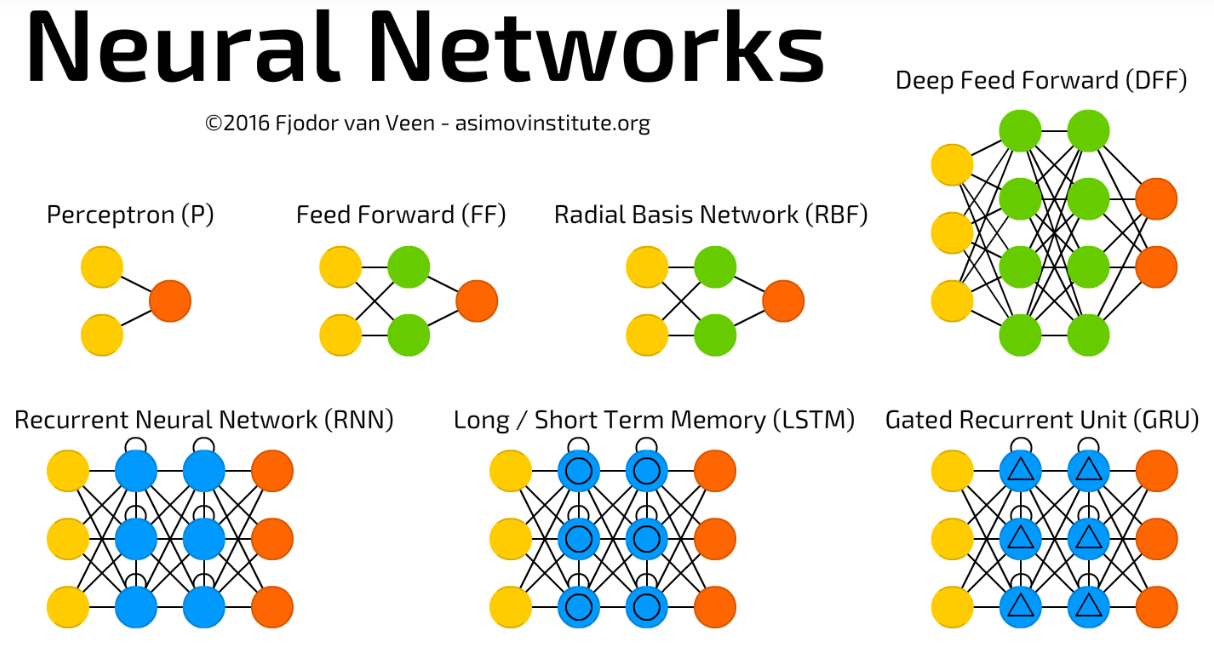 Neural Networks
©2016 Fjodor van Veen - asimovinstitute.org
Deep Feed Forward (DFF)
Perceptron (P)
Feed Forward (FF)
Radial Basis Network (RBF)
Recurrent Neural Network (RNN)
Long / Short Term Memory (LSTM)
Gated Recurrent Unit (GRU)